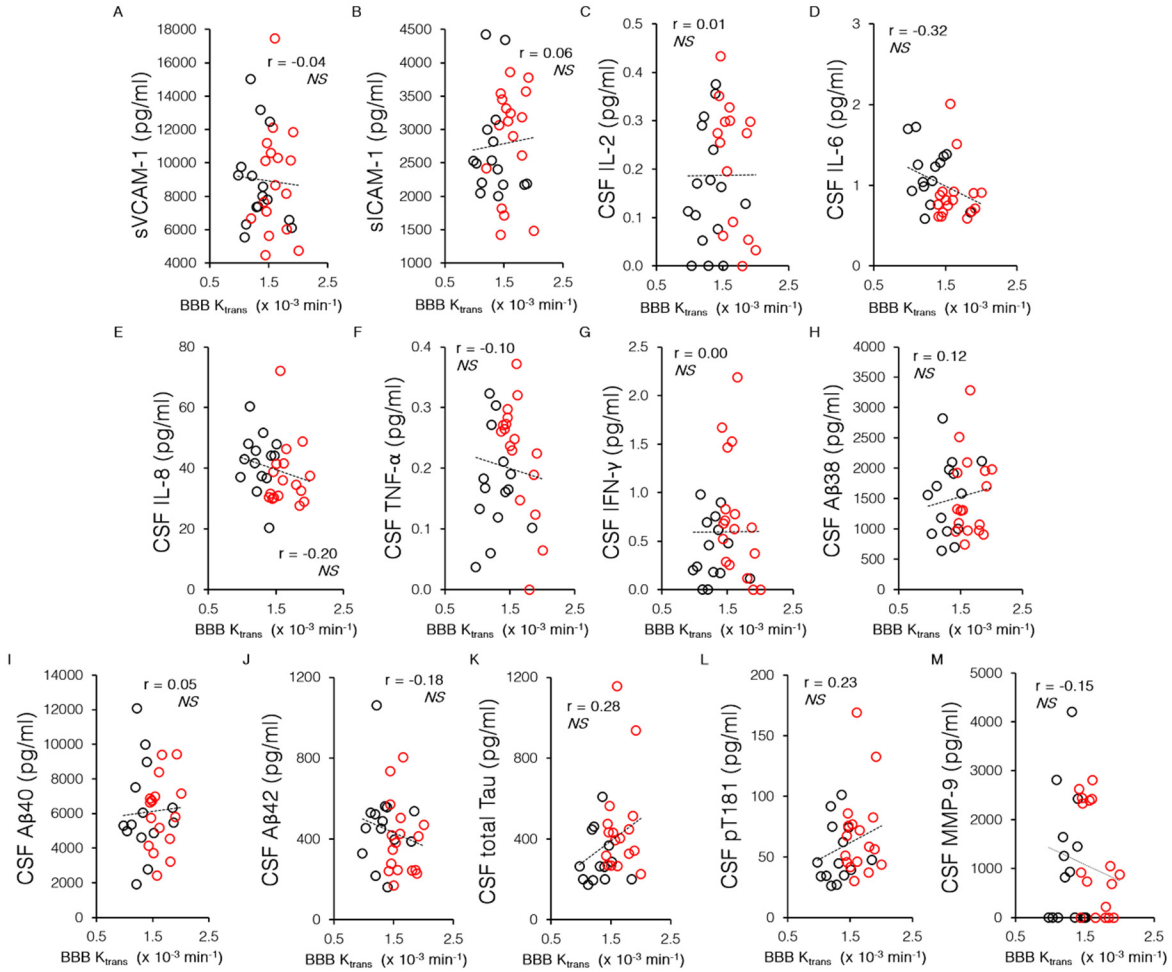 A
sVCAM-1 (pg/ml)
18000
16000
14000
12000
10000
8000
6000
4000
r = -0.04
NS
0.5 1.5 2.5
BBB Ktrans (x 10-3 min-1)
B
sICAM-1 (pg/ml)
4500
4000
3500
3000
2500
2000
1500
1000
r = 0.06
NS
0.5 1.5 2.5
BBB Ktrans (x 10-3 min-1)
C
CSF IL-2 (pg/ml)
r = 0.01
NS
0.5
0.4
0.3
0.2
0.1
0.0
0.5 1.5 2.5
BBB Ktrans (x 10-3 min-1)
D
CSF IL-6 (pg/ml)
r = -0.32
NS
3
2
1
0
0.5 1.5 2.5
BBB Ktrans (x 10-3 min-1)
E
CSF IL-8 (pg/ml)
80
60
40
20
0
r = -0.20
NS
0.5 1.5 2.5
BBB Ktrans (x 10-3 min-1)
F
CSF TNF-α (pg/ml)
r = -0.10
NS
0.4
0.3
0.2
0.1
0.0
0.5 1.5 2.5
BBB Ktrans (x 10-3 min-1)
G
CSF IFN-γ (pg/ml)
r = 0.00
NS
2.5
2.0
1.5
1.0
0.5
0.0
0.5 1.5 2.5
BBB Ktrans (x 10-3 min-1)
H
CSF Aβ38 (pg/ml)
r = 0.12
NS
4000
3500
3000
2500
2000
1500
1000
500
0
0.5 1.5 2.5
BBB Ktrans (x 10-3 min-1)
I
CSF Aβ40 (pg/ml)
r = 0.05
NS
14000
12000
10000
8000
6000
4000
2000
0
0.5 1.5 2.5
BBB Ktrans (x 10-3 min-1)
J
CSF Aβ42 (pg/ml)
r = -0.18
NS
1200
800
400
0
0.5 1.5 2.5
BBB Ktrans (x 10-3 min-1)
K
CSF total Tau (pg/ml)
r = 0.28
NS
1200
800
400
0
0.5 1.5 2.5
BBB Ktrans (x 10-3 min-1)
L
CSF pT181 (pg/ml)
r = 0.23
NS
200
150
100
50
0
0.5 1.5 2.5
BBB Ktrans (x 10-3 min-1)
M
CSF MMP-9 (pg/ml)
r = -0.15
NS
5000
4000
3000
2000
1000
0
0.5 1.5 2.5
BBB Ktrans (x 10-3 min-1)